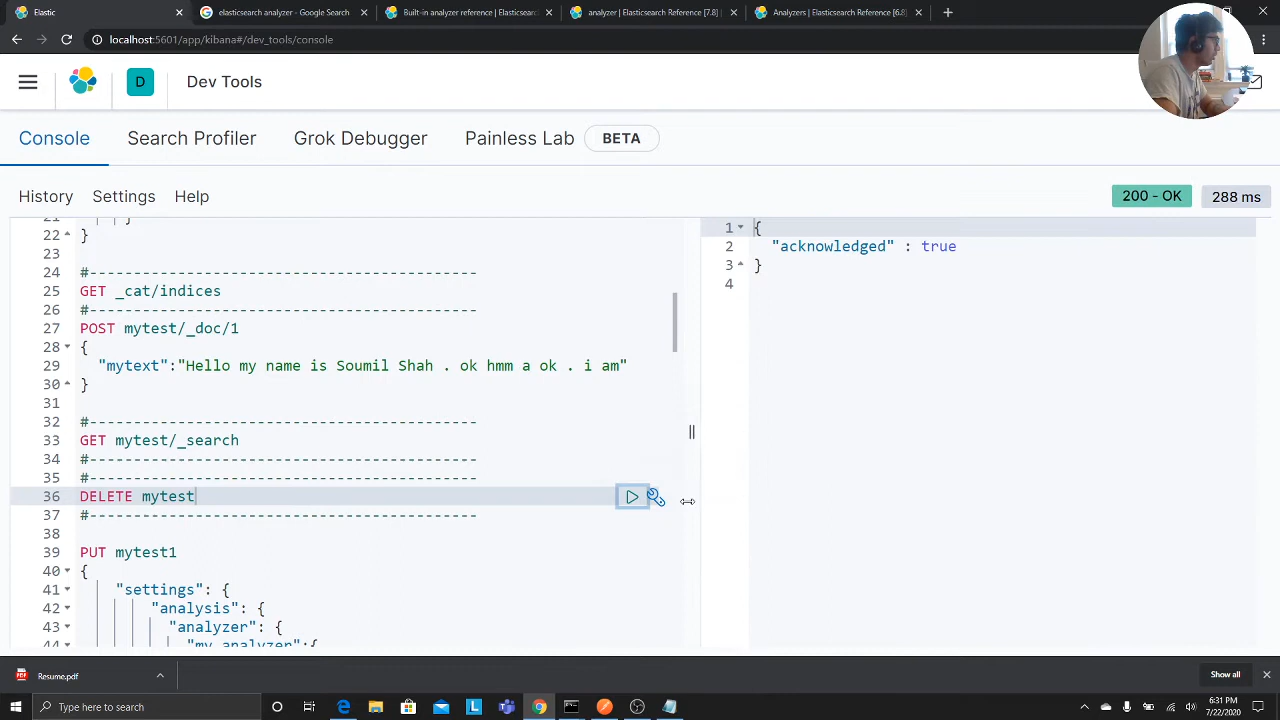 Elastic
elasticsearch analyzer - Google Search
Built-in analyzer reference | Elasticsearch
analyzer | Elasticsearch Reference [7.8]
Analyzers | Elasticsearch Reference [6.8]
localhost:5601/app/kibana#/dev_tools/console
D
Dev Tools
Console
Search Profiler
Grok Debugger
Painless Lab
BETA
History
Settings
Help
200 - OK
288 ms
21 }
22 }
23
24 #--------------------------------------------
25 GET _cat/indices
26 #--------------------------------------------
27 POST mytest/_doc/1
28 {
29 "mytext":"Hello my name is Soumil Shah . ok hmm a ok . i am"
30 }
31
32 #--------------------------------------------
33 GET mytest/_search
34 #--------------------------------------------
35 #--------------------------------------------
36 DELETE mytest
37 #--------------------------------------------
38
39 PUT mytest1
40 {
41 "settings": {
42 "analysis": {
43 "analyzer": {
44 "my_analyzer":{
1 {
2 "acknowledged" : true
3 }
4
Resume.pdf
Show all
Type here to search
6:31 PM
7/22/2020